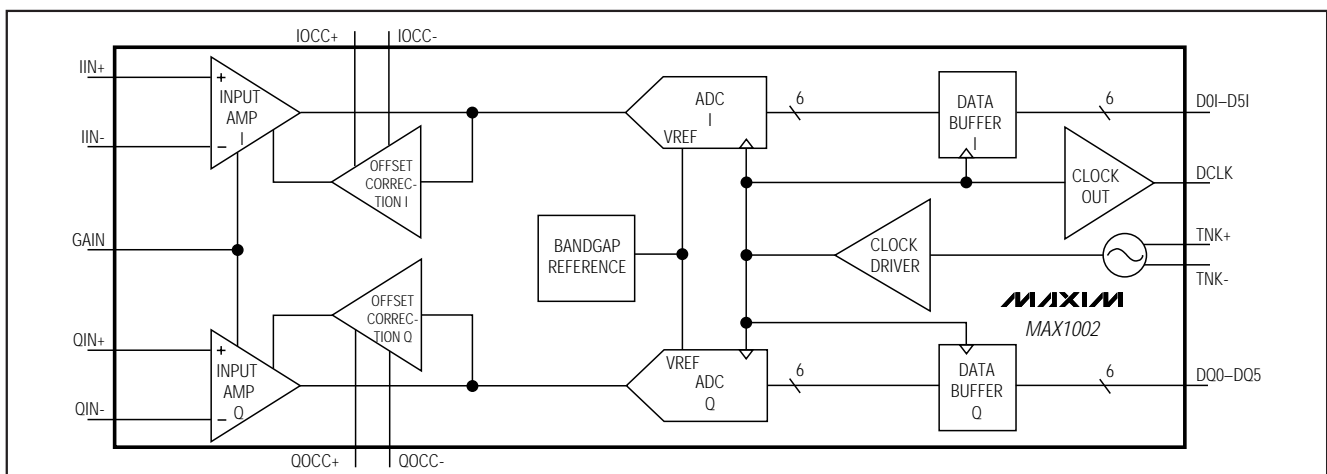 IOCC+ IOCC-
IIN+
IIN-
+
–
INPUT
AMP
I
OFFSET
CORREC-
TION I
ADC
I
VREF
6
DATA
BUFFER
I
6
D0I–D5I
CLOCK
OUT
DCLK
GAIN
BANDGAP
REFERENCE
CLOCK
DRIVER
TNK+
TNK-
MAXIM
MAX1002
QIN+
QIN-
+
–
INPUT
AMP
Q
OFFSET
CORREC-
TION Q
VREF
ADC
Q
6
DATA
BUFFER
Q
6
DQ0–DQ5
QOCC+ QOCC-